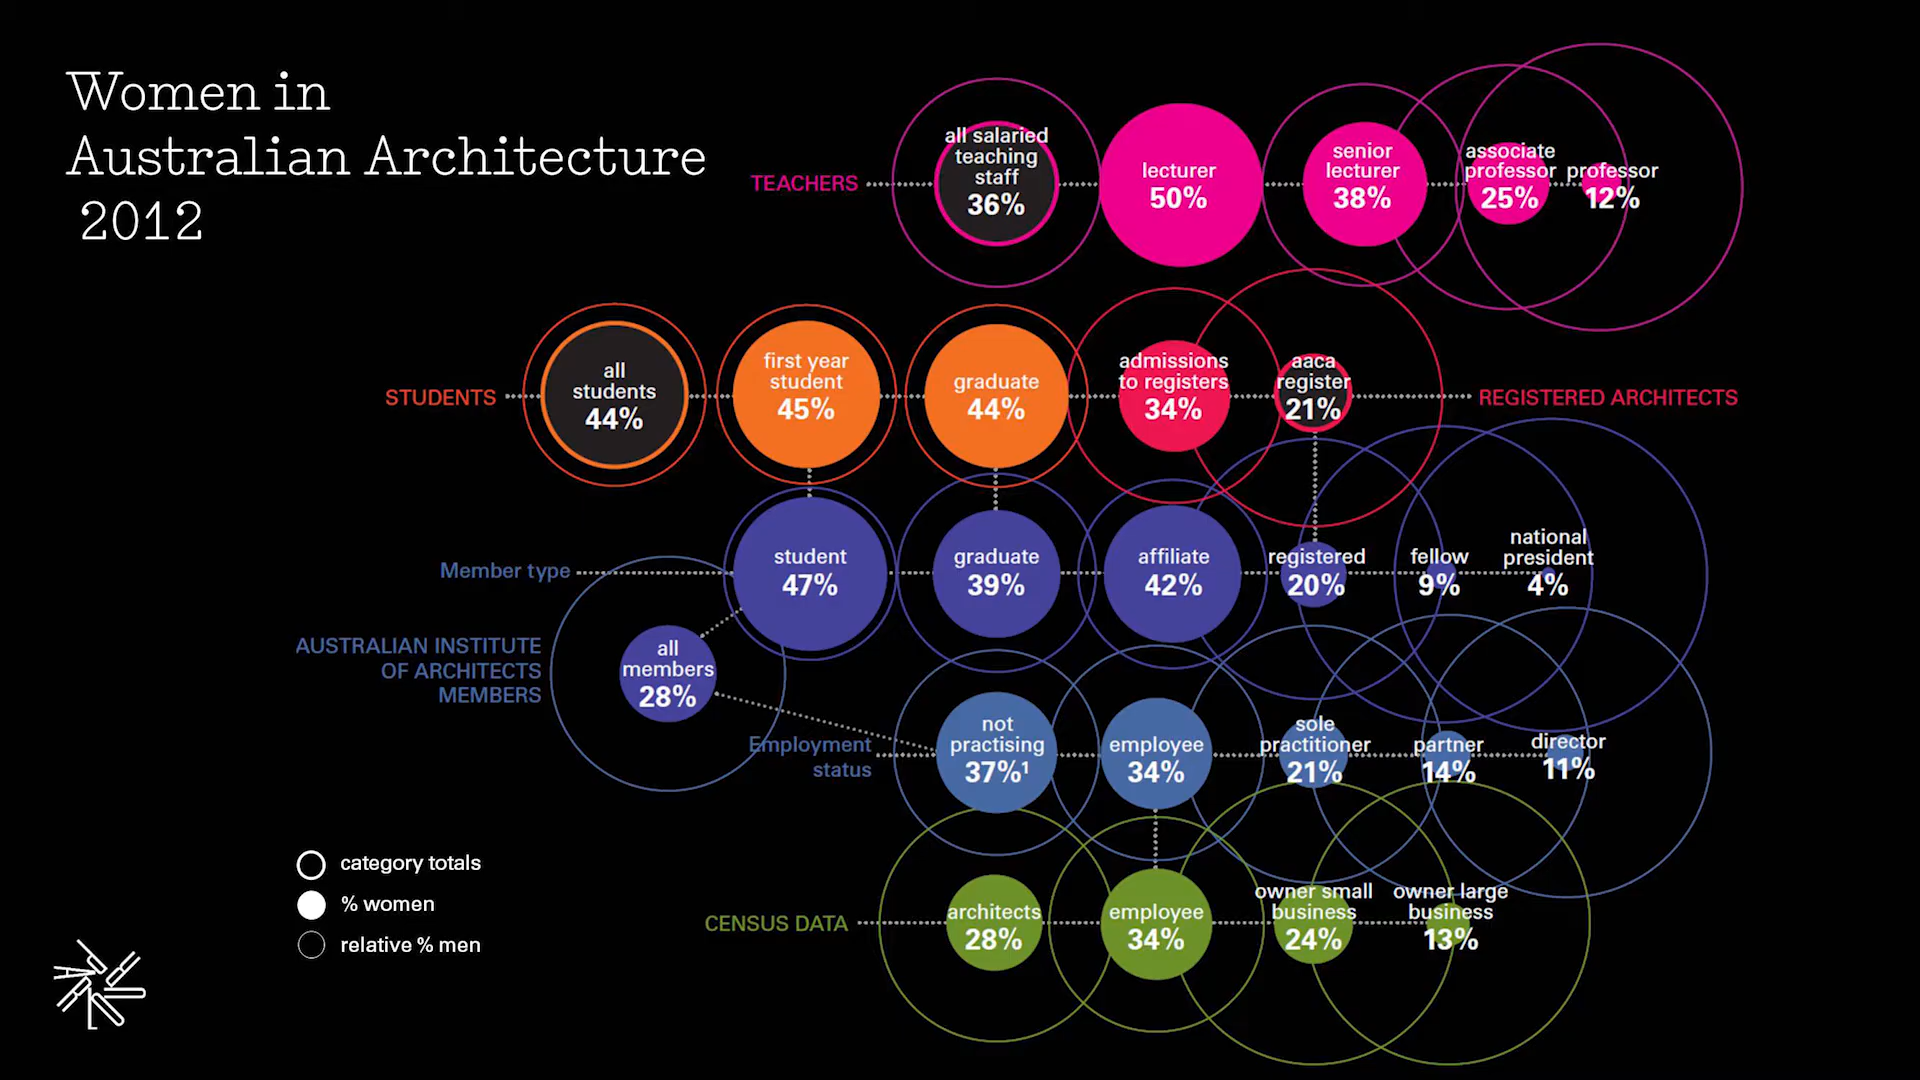 Women in
Australian Architecture
2012
TEACHERS
all salaried
teaching
staff
36%
lecturer
50%
senior
lecturer
38%
associate
professor
25%
professor
12%
STUDENTS
all
students
44%
first year
student
45%
graduate
44%
admissions
to registers
34%
aaca
register
21%
REGISTERED ARCHITECTS
Member type
student
47%
graduate
39%
affiliate
42%
registered
20%
fellow
9%
national
president
4%
AUSTRALIAN INSTITUTE
OF ARCHITECTS
MEMBERS
all
members
28%
Employment
status
not
practising
37%¹
employee
34%
sole
practitioner
21%
partner
14%
director
11%
CENSUS DATA
architects
28%
employee
34%
owner small
business
24%
owner large
business
13%
category totals
% women
relative % men